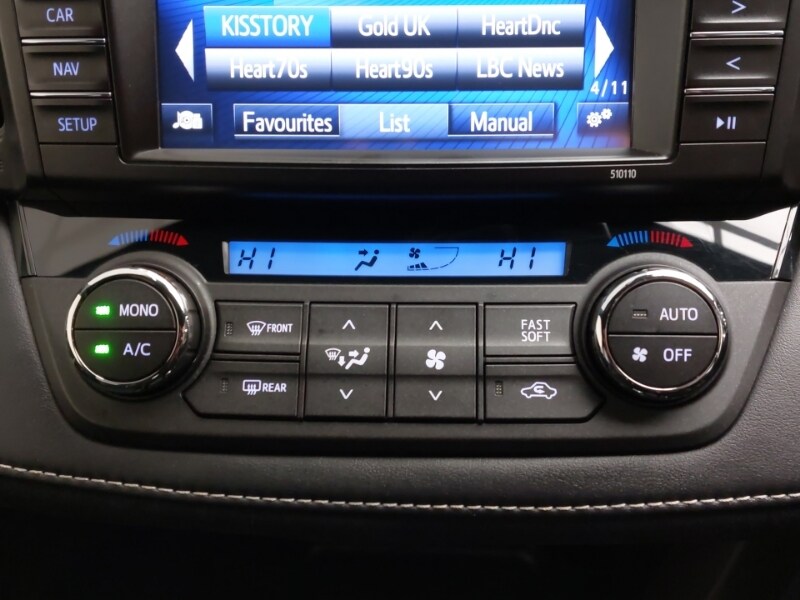 CAR
NAV
SETUP
KISSTORY Gold UK HeartDnc
Heart70s Heart90s LBC News
4/11
Favourites List Manual
>
<
510110
HI HI
MONO
A/C
FRONT
REAR
FAST
SOFT
AUTO
OFF